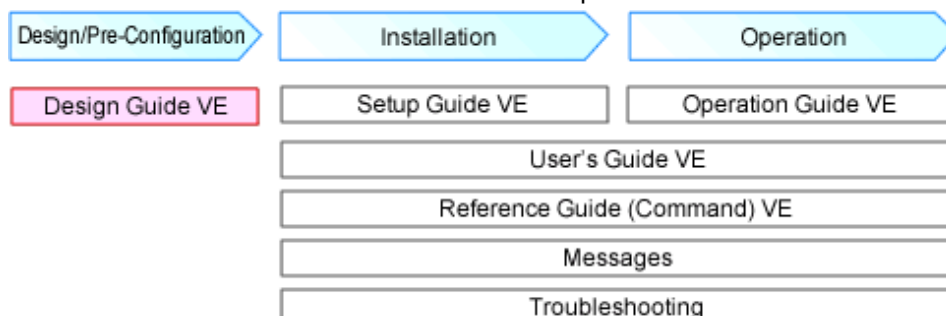 Design/Pre-Configuration Installation Operation
Design Guide VE Setup Guide VE Operation Guide VE
User's Guide VE
Reference Guide (Command) VE
Messages
Troubleshooting